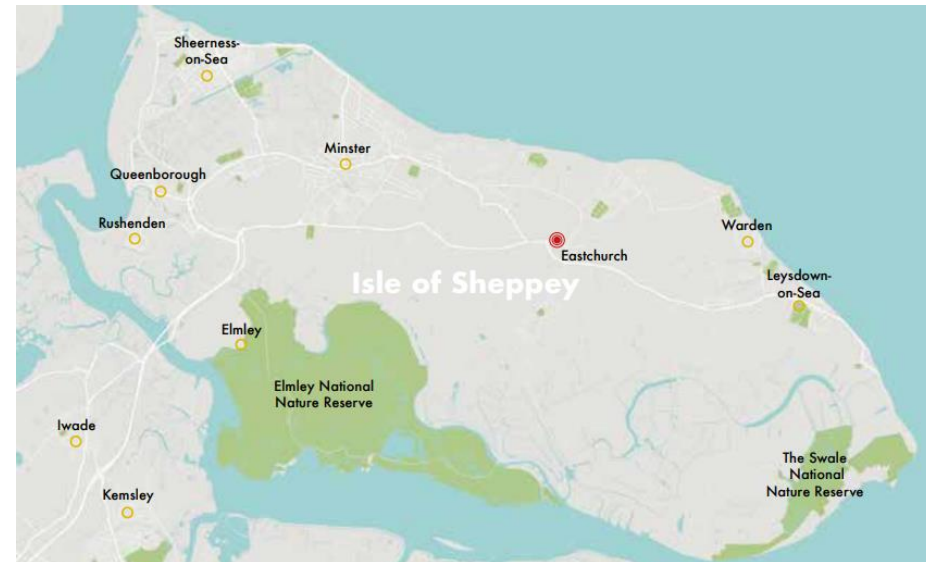 Sheerness-
on-Sea
Minster
Queenborough
Rushenden
Warden
Eastchurch
Isle of Sheppey
Leysdown-
on-Sea
Elmley
Elmley National
Nature Reserve
Iwade
The Swale
National
Nature Reserve
Kemsley